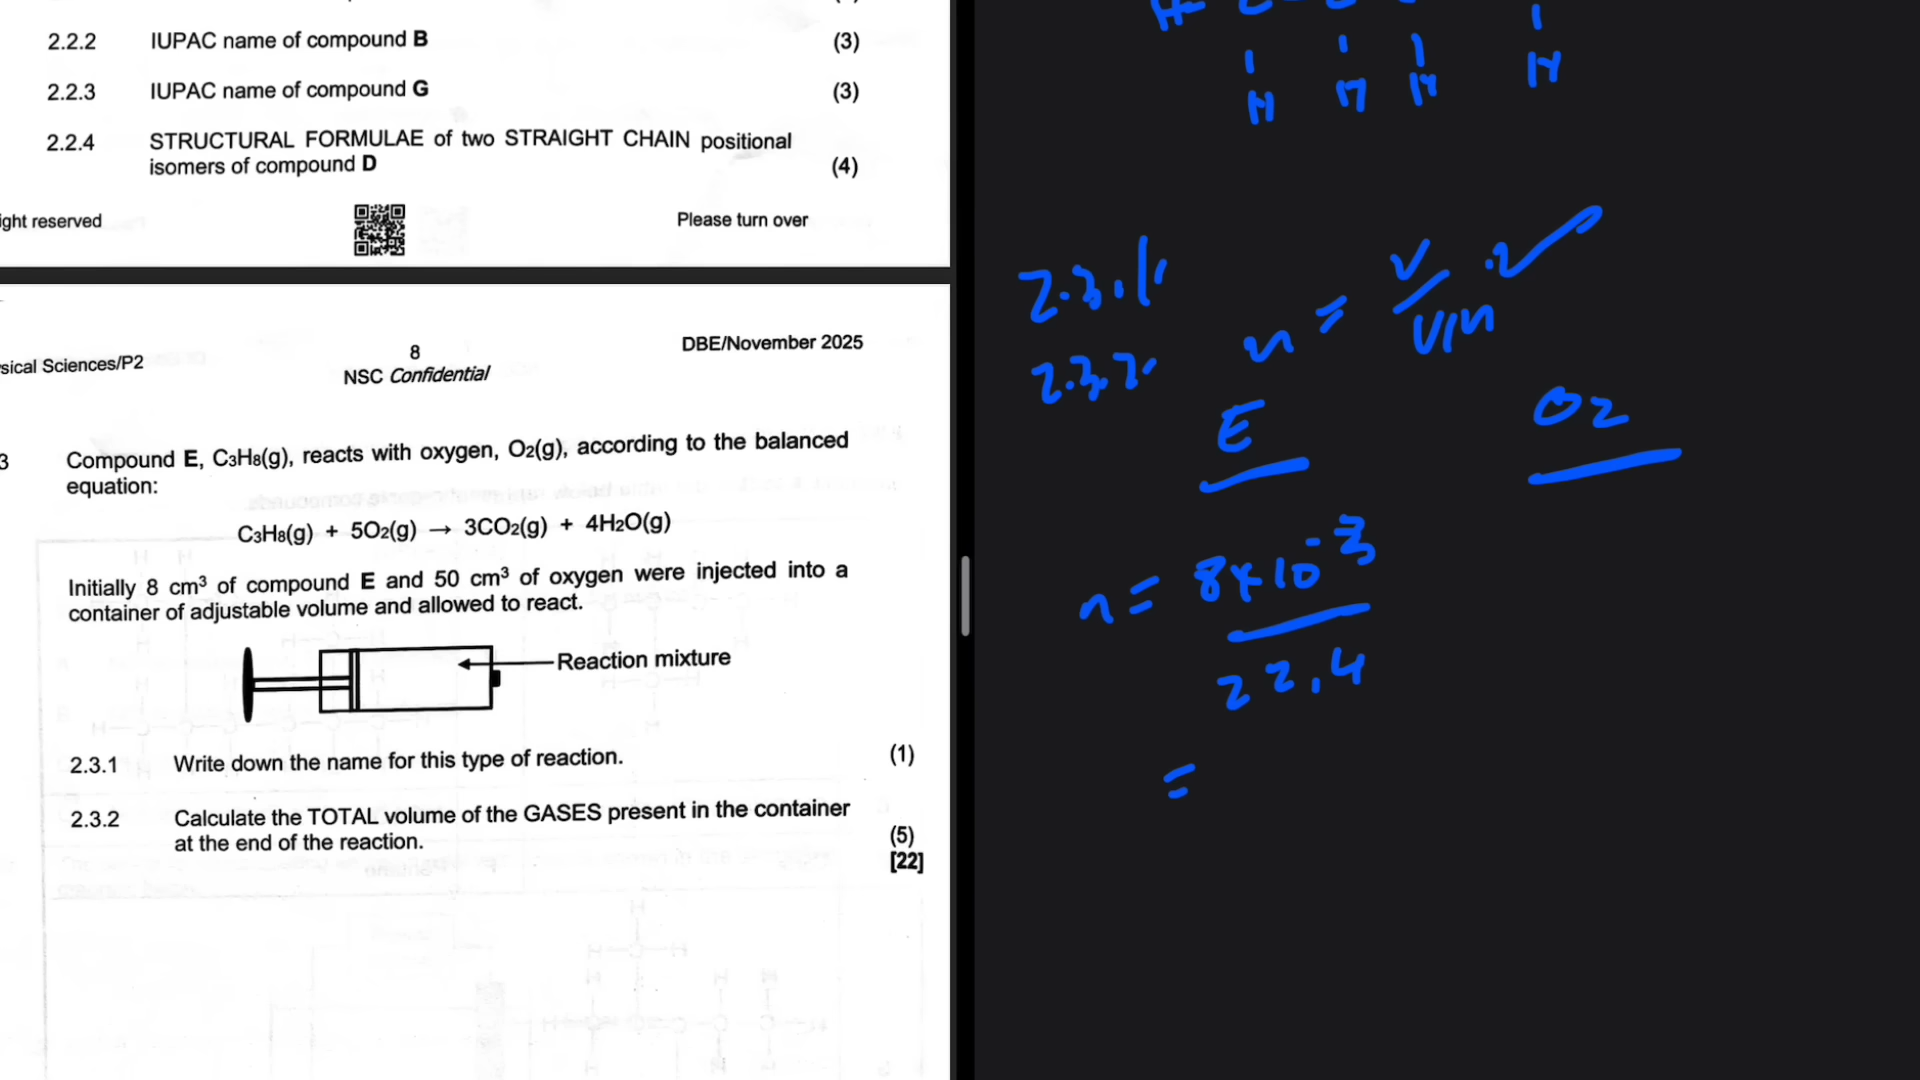 2.2.2 IUPAC name of compound B (3)
2.2.3 IUPAC name of compound G (3)
2.2.4 STRUCTURAL FORMULAE of two STRAIGHT CHAIN positional
isomers of compound D (4)
ight reserved Please turn over
sical Sciences/P2 8 DBE/November 2025
NSC Confidential
3 Compound E, C3H8(g), reacts with oxygen, O2(g), according to the balanced
equation:
C3H8(g) + 5O2(g) → 3CO2(g) + 4H2O(g)
Initially 8 cm³ of compound E and 50 cm³ of oxygen were injected into a
container of adjustable volume and allowed to react.
Reaction mixture
2.3.1 Write down the name for this type of reaction. (1)
2.3.2 Calculate the TOTAL volume of the GASES present in the container
at the end of the reaction. (5)
[22]
H H H H
2.3.1.
n = V/Vm
2.3.2.
E O2
n = 8x10-3
22,4
=